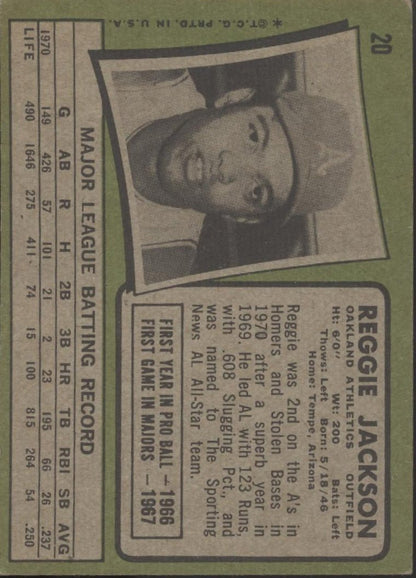 20
REGGIE JACKSON
OAKLAND ATHLETICS OUTFIELD
Ht: 6'0" Wt: 200 Bats: Left
Thows: Left Born: 5/18/46
Home: Tempe, Arizona
Reggie was 2nd on the A's in
Homers and Stolen Bases in
1970 after a superb year in
1969. He led AL with 123 Runs,
with .608 Slugging Pct., and
was named to The Sporting
News AL All-Star team.
FIRST YEAR IN PRO BALL — 1966
FIRST GAME IN MAJORS — 1967
MAJOR LEAGUE BATTING RECORD
G AB R H 2B 3B HR TB RBI SB AVG
1970 149 426 57 101 21 2 23 195 66 26 .237
LIFE 490 1646 275 411 74 15 100 815 264 54 .250
*©T.C.G. PRTD. IN U.S.A.